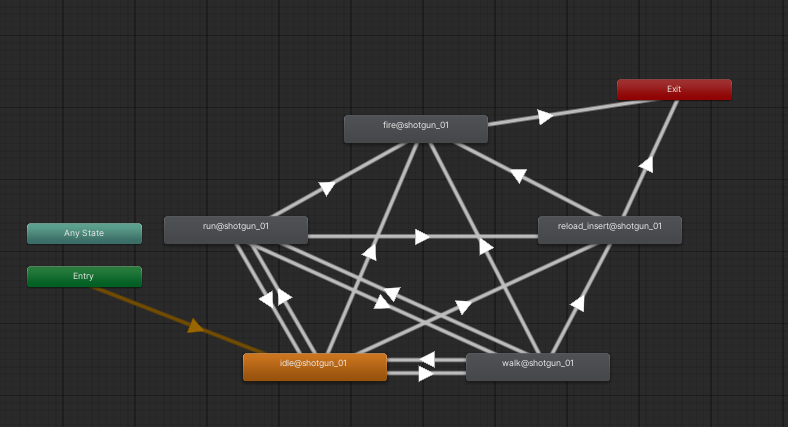 Exit
fire@shotgun_01
run@shotgun_01
reload_insert@shotgun_01
Any State
Entry
idle@shotgun_01
walk@shotgun_01